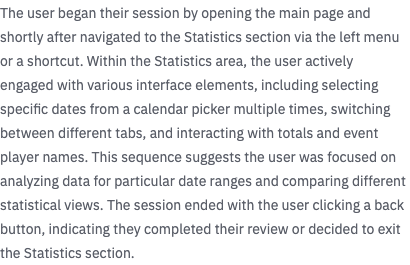 The user began their session by opening the main page and
shortly after navigated to the Statistics section via the left menu
or a shortcut. Within the Statistics area, the user actively
engaged with various interface elements, including selecting
specific dates from a calendar picker multiple times, switching
between different tabs, and interacting with totals and event
player names. This sequence suggests the user was focused on
analyzing data for particular date ranges and comparing different
statistical views. The session ended with the user clicking a back
button, indicating they completed their review or decided to exit
the Statistics section.